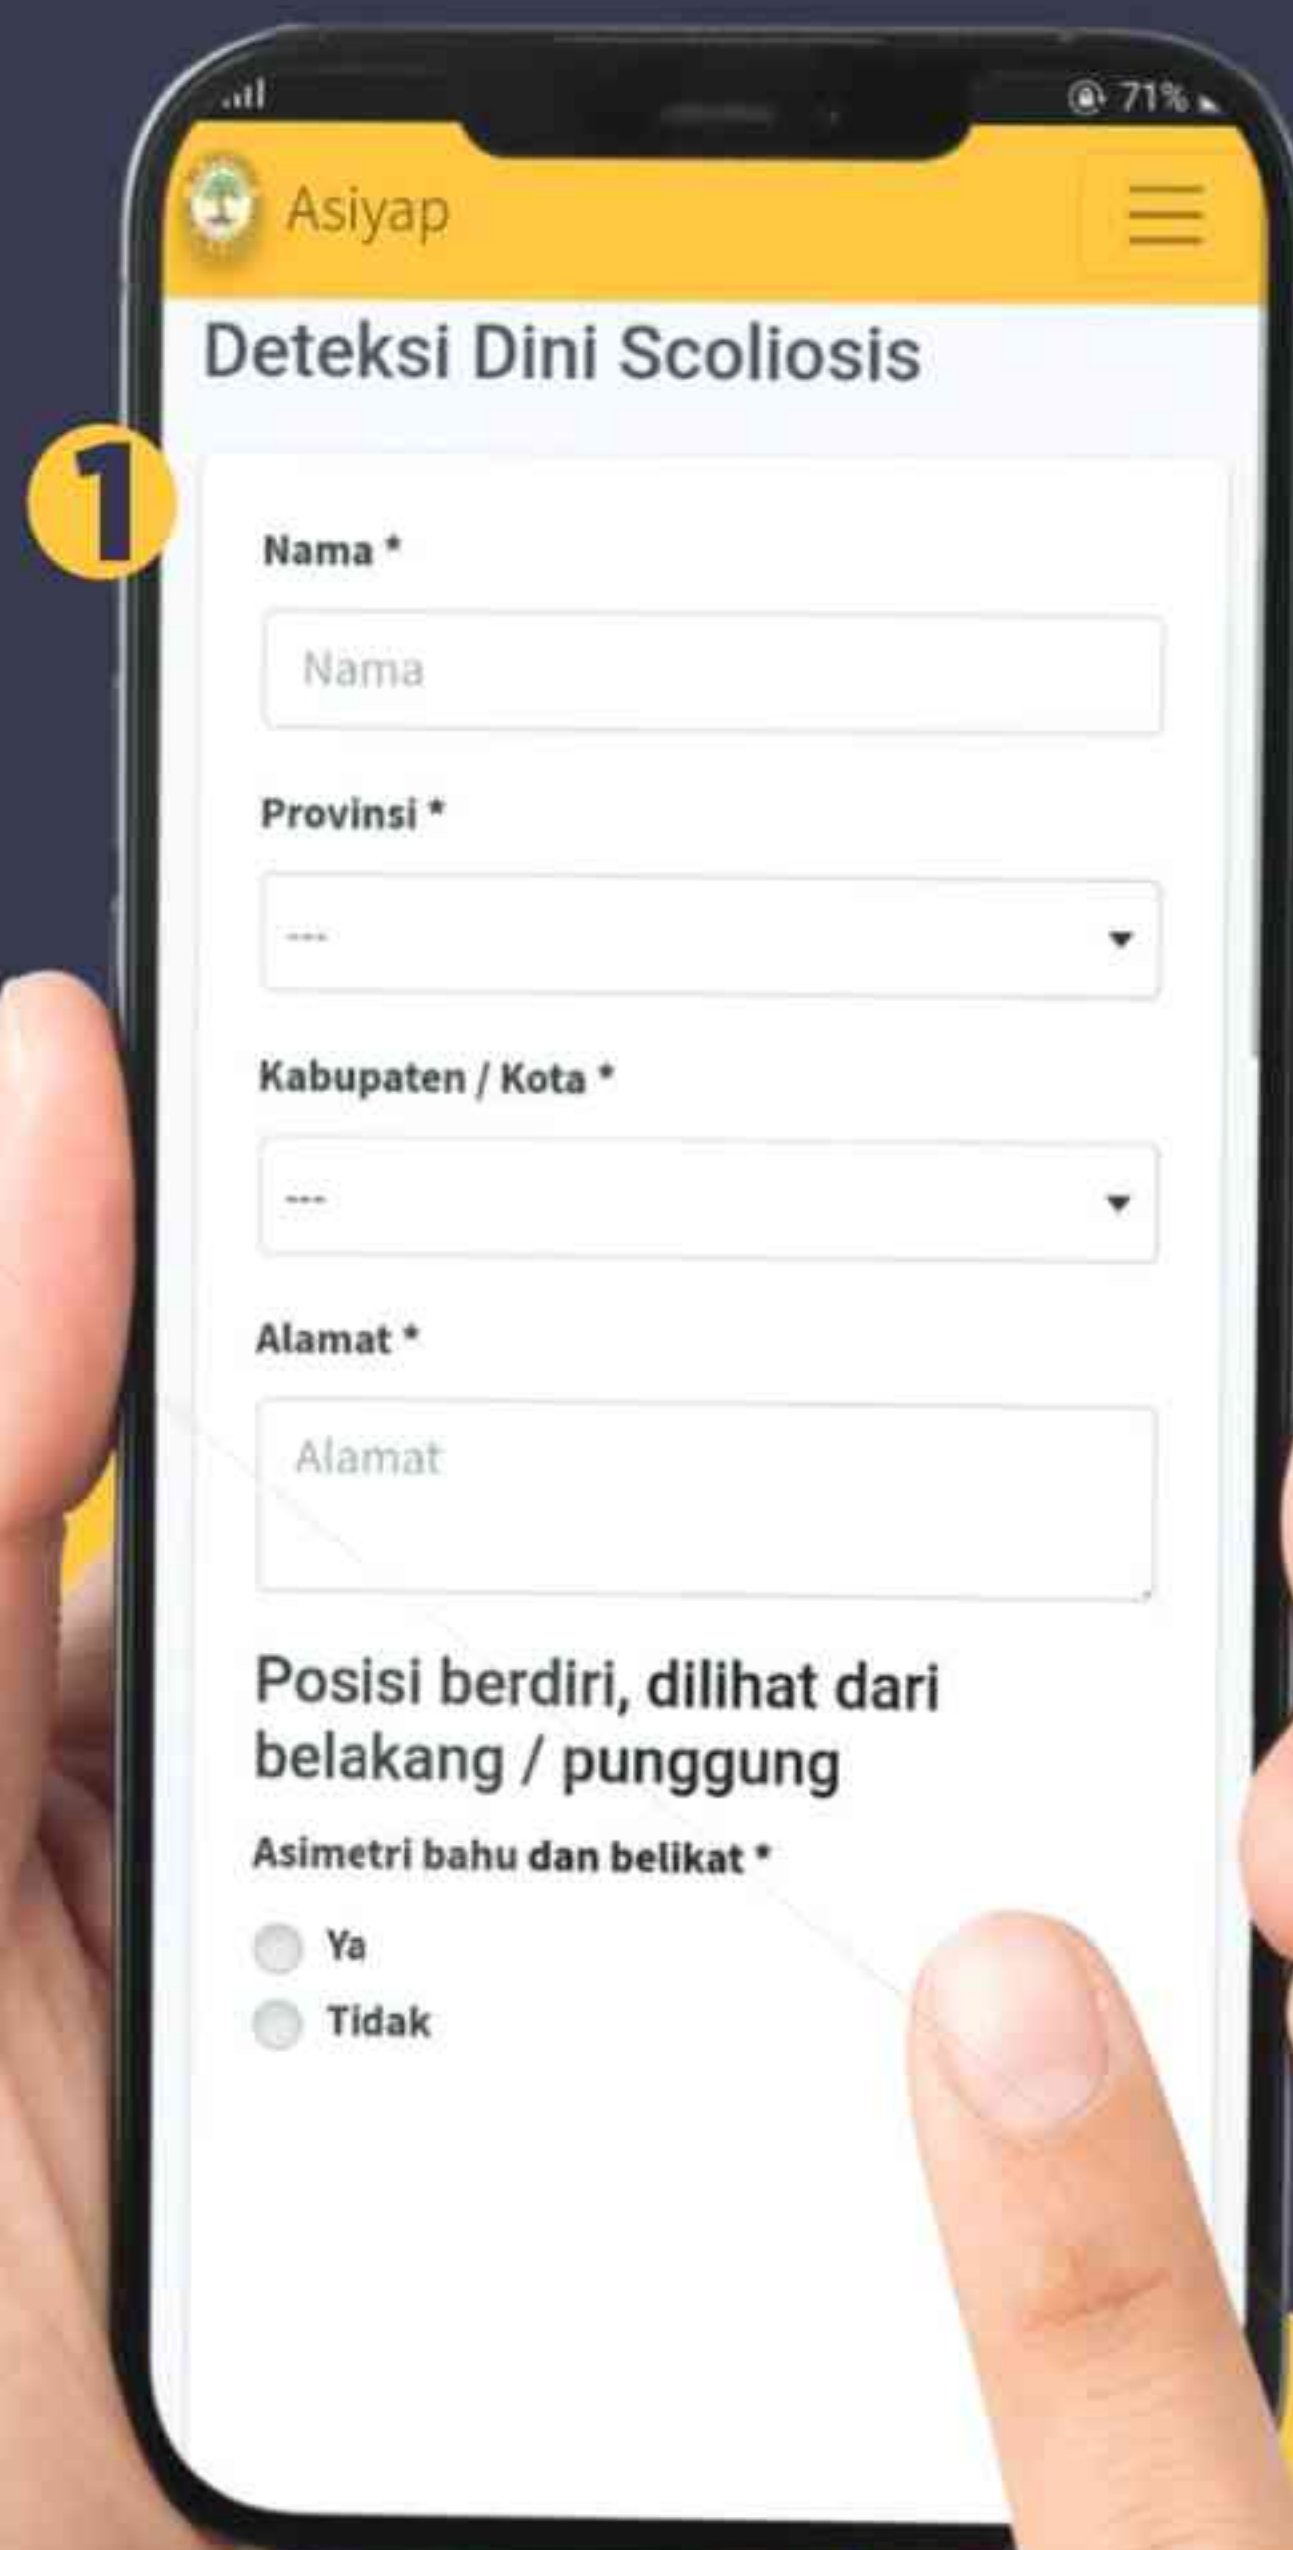 71%
Asiyap
Deteksi Dini Scoliosis
1
Nama *
Nama
Provinsi *
---
Kabupaten / Kota *
---
Alamat *
Alamat
Posisi berdiri, dilihat dari
belakang / punggung
Asimetri bahu dan belikat *
Ya
Tidak